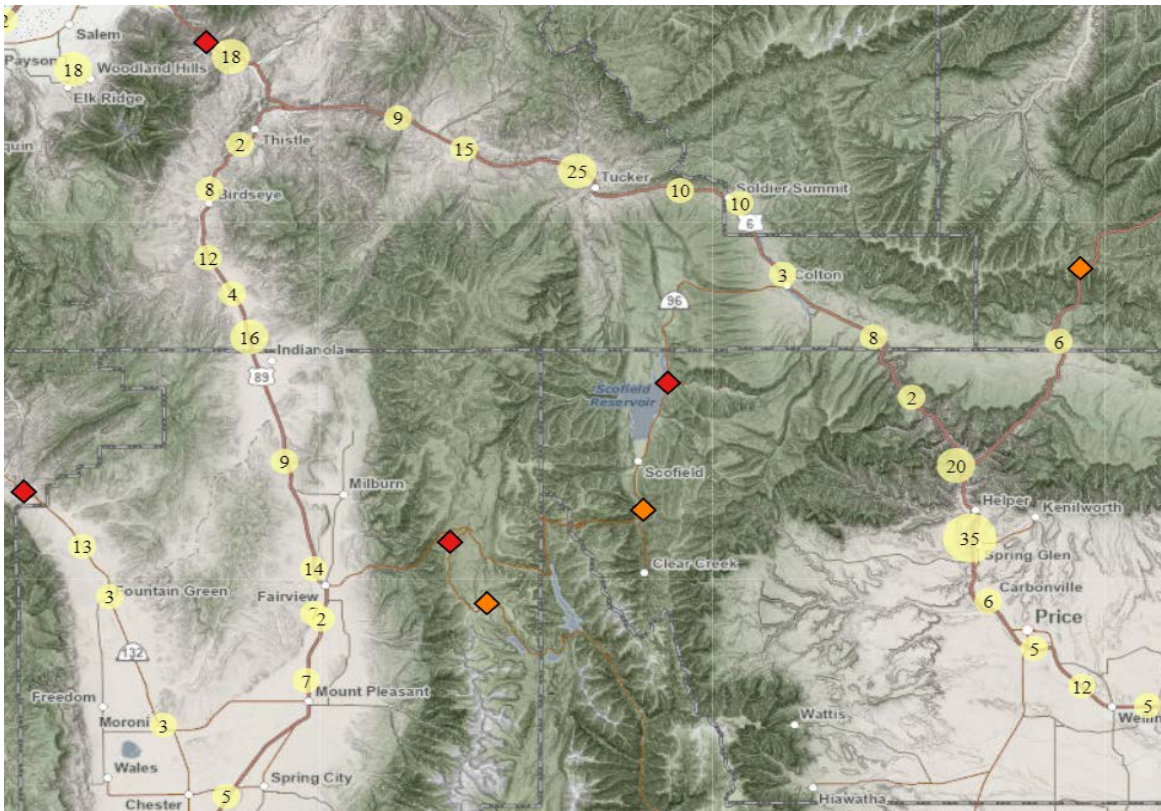 2
Salem
Payson
18
Woodland Hills
18
Elk Ridge
9
quin
2
Thistle
15
25
Tucker
8
Birdseye
10
Soldier Summit
10
6
12
3
Colton
4
96
16
8
6
Indianola
89
Scofield
Reservoir
2
9
Scofield
20
Milburn
Helper
Kenilworth
13
35
Spring Glen
14
Clear Creek
3
Fountain Green
Fairview
6
Carbonville
2
Price
132
5
7
Mount Pleasant
12
Freedom
Moroni
3
5
Wellin
Wattis
Wales
Spring City
5
Chester
Hiawatha